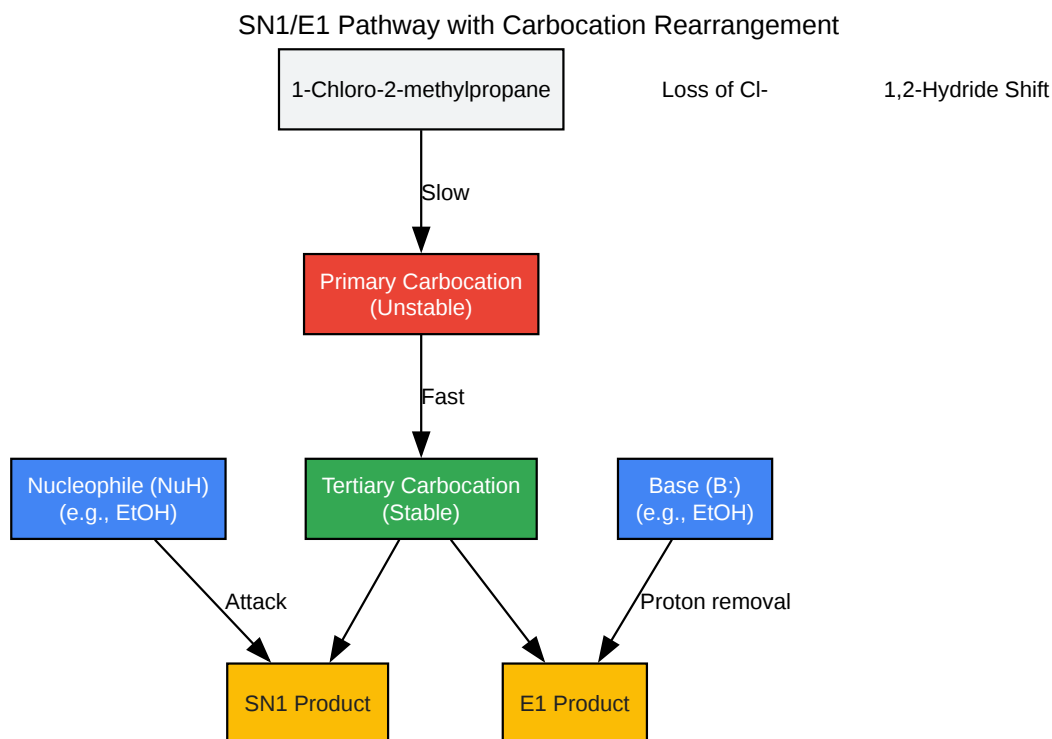 SN1/E1 Pathway with Carbocation Rearrangement
1-Chloro-2-methylpropane
Loss of Cl-
1,2-Hydride Shift
Slow
Primary Carbocation
(Unstable)
Fast
Nucleophile (NuH)
(e.g., EtOH)
Tertiary Carbocation
(Stable)
Base (B:)
(e.g., EtOH)
Attack
Proton removal
SN1 Product
E1 Product